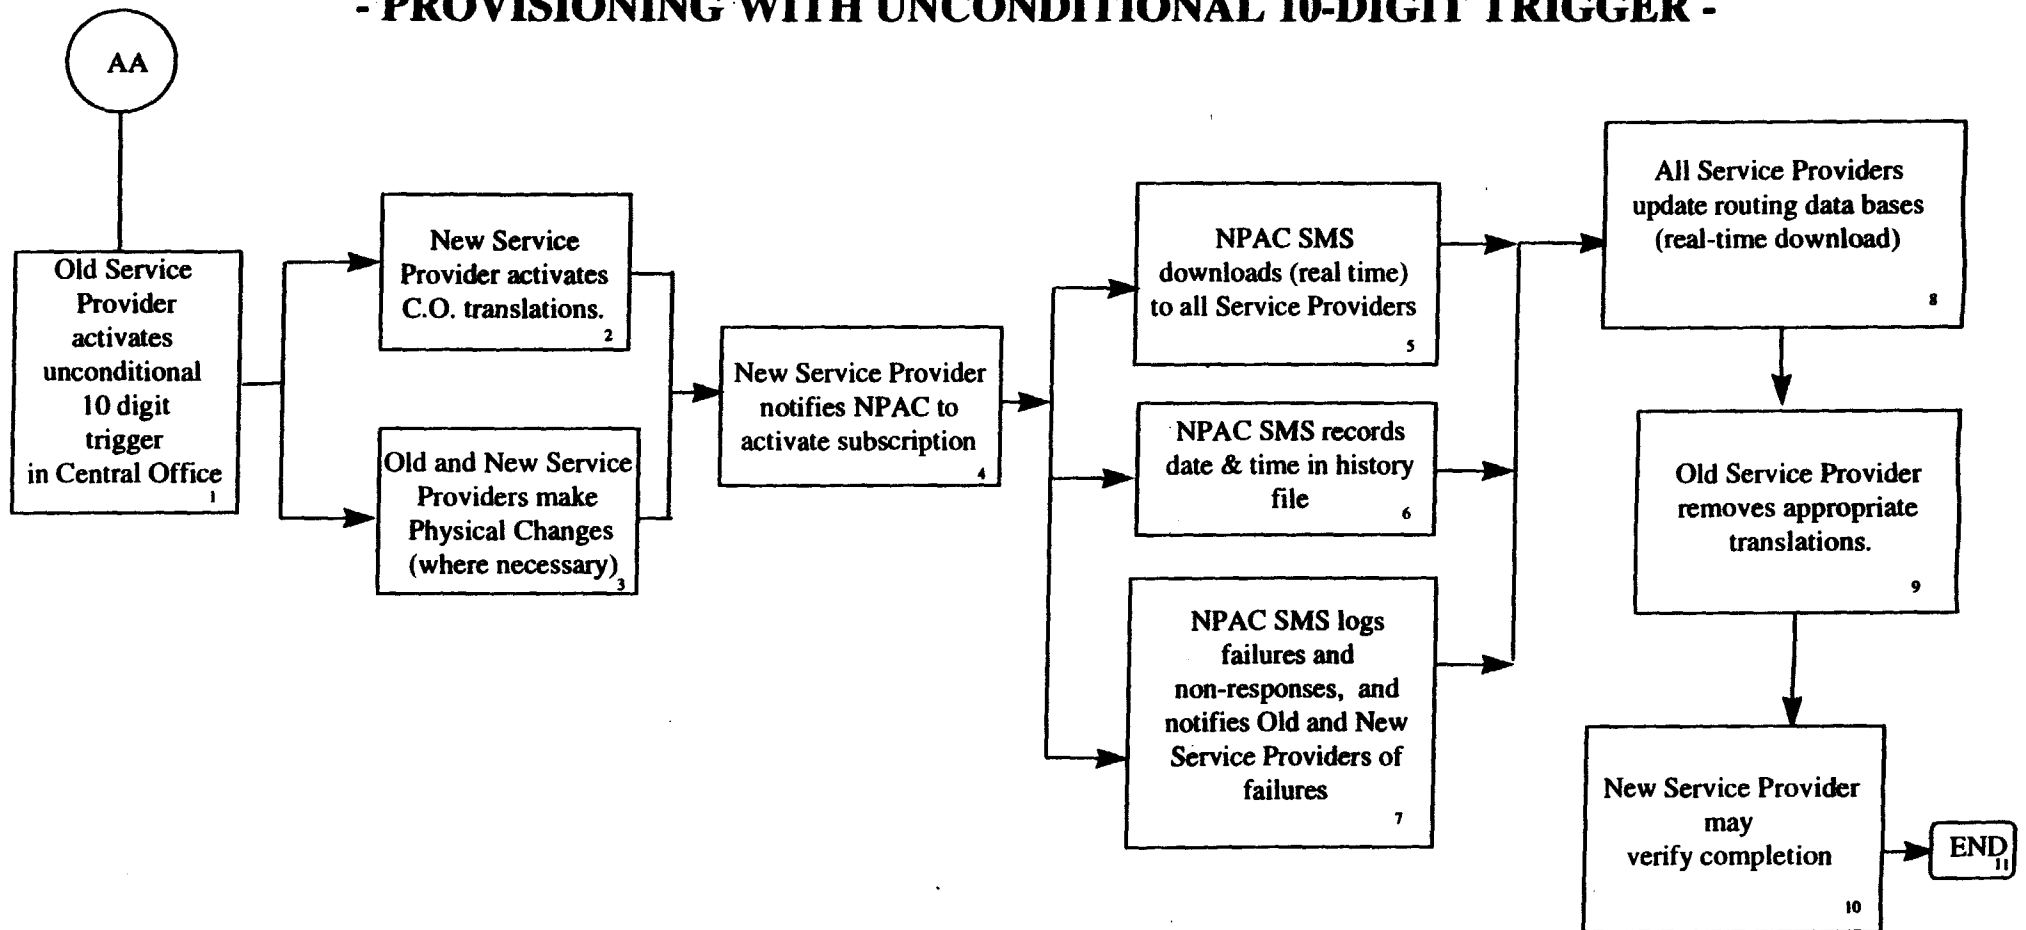 - PROVISIONING WITH UNCONDITIONAL 10-DIGIT TRIGGER -
AA
Old Service
Provider
activates
unconditional
10 digit
trigger
in Central Office
1
New Service
Provider activates
C.O. translations.
2
Old and New Service
Providers make
Physical Changes
(where necessary)
3
New Service Provider
notifies NPAC to
activate subscription
4
NPAC SMS
downloads (real time)
to all Service Providers
5
NPAC SMS records
date & time in history
file
6
NPAC SMS logs
failures and
non-responses, and
notifies Old and New
Service Providers of
failures
7
All Service Providers
update routing data bases
(real-time download)
8
Old Service Provider
removes appropriate
translations.
9
New Service Provider
may
verify completion
10
END
11